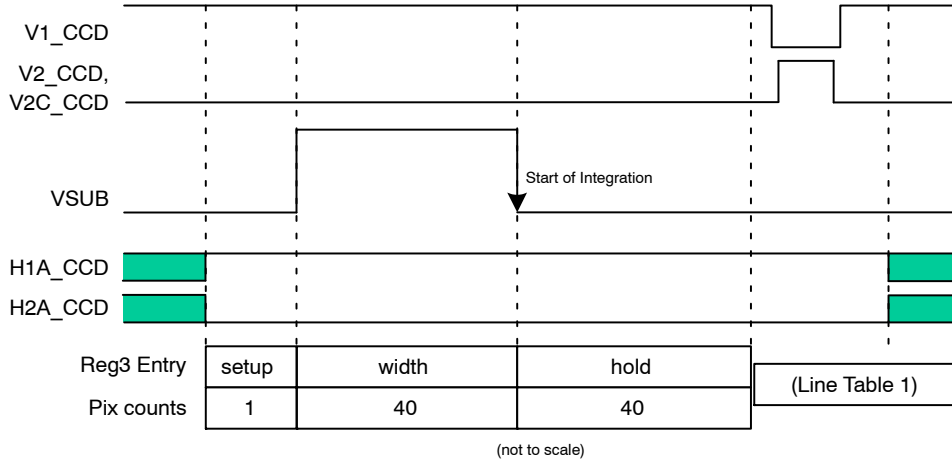 V1_CCD
V2_CCD,
V2C_CCD
VSUB
Start of Integration
H1A_CCD
H2A_CCD
Reg3 Entry setup width hold
(Line Table 1)
Pix counts 1 40 40
(not to scale)